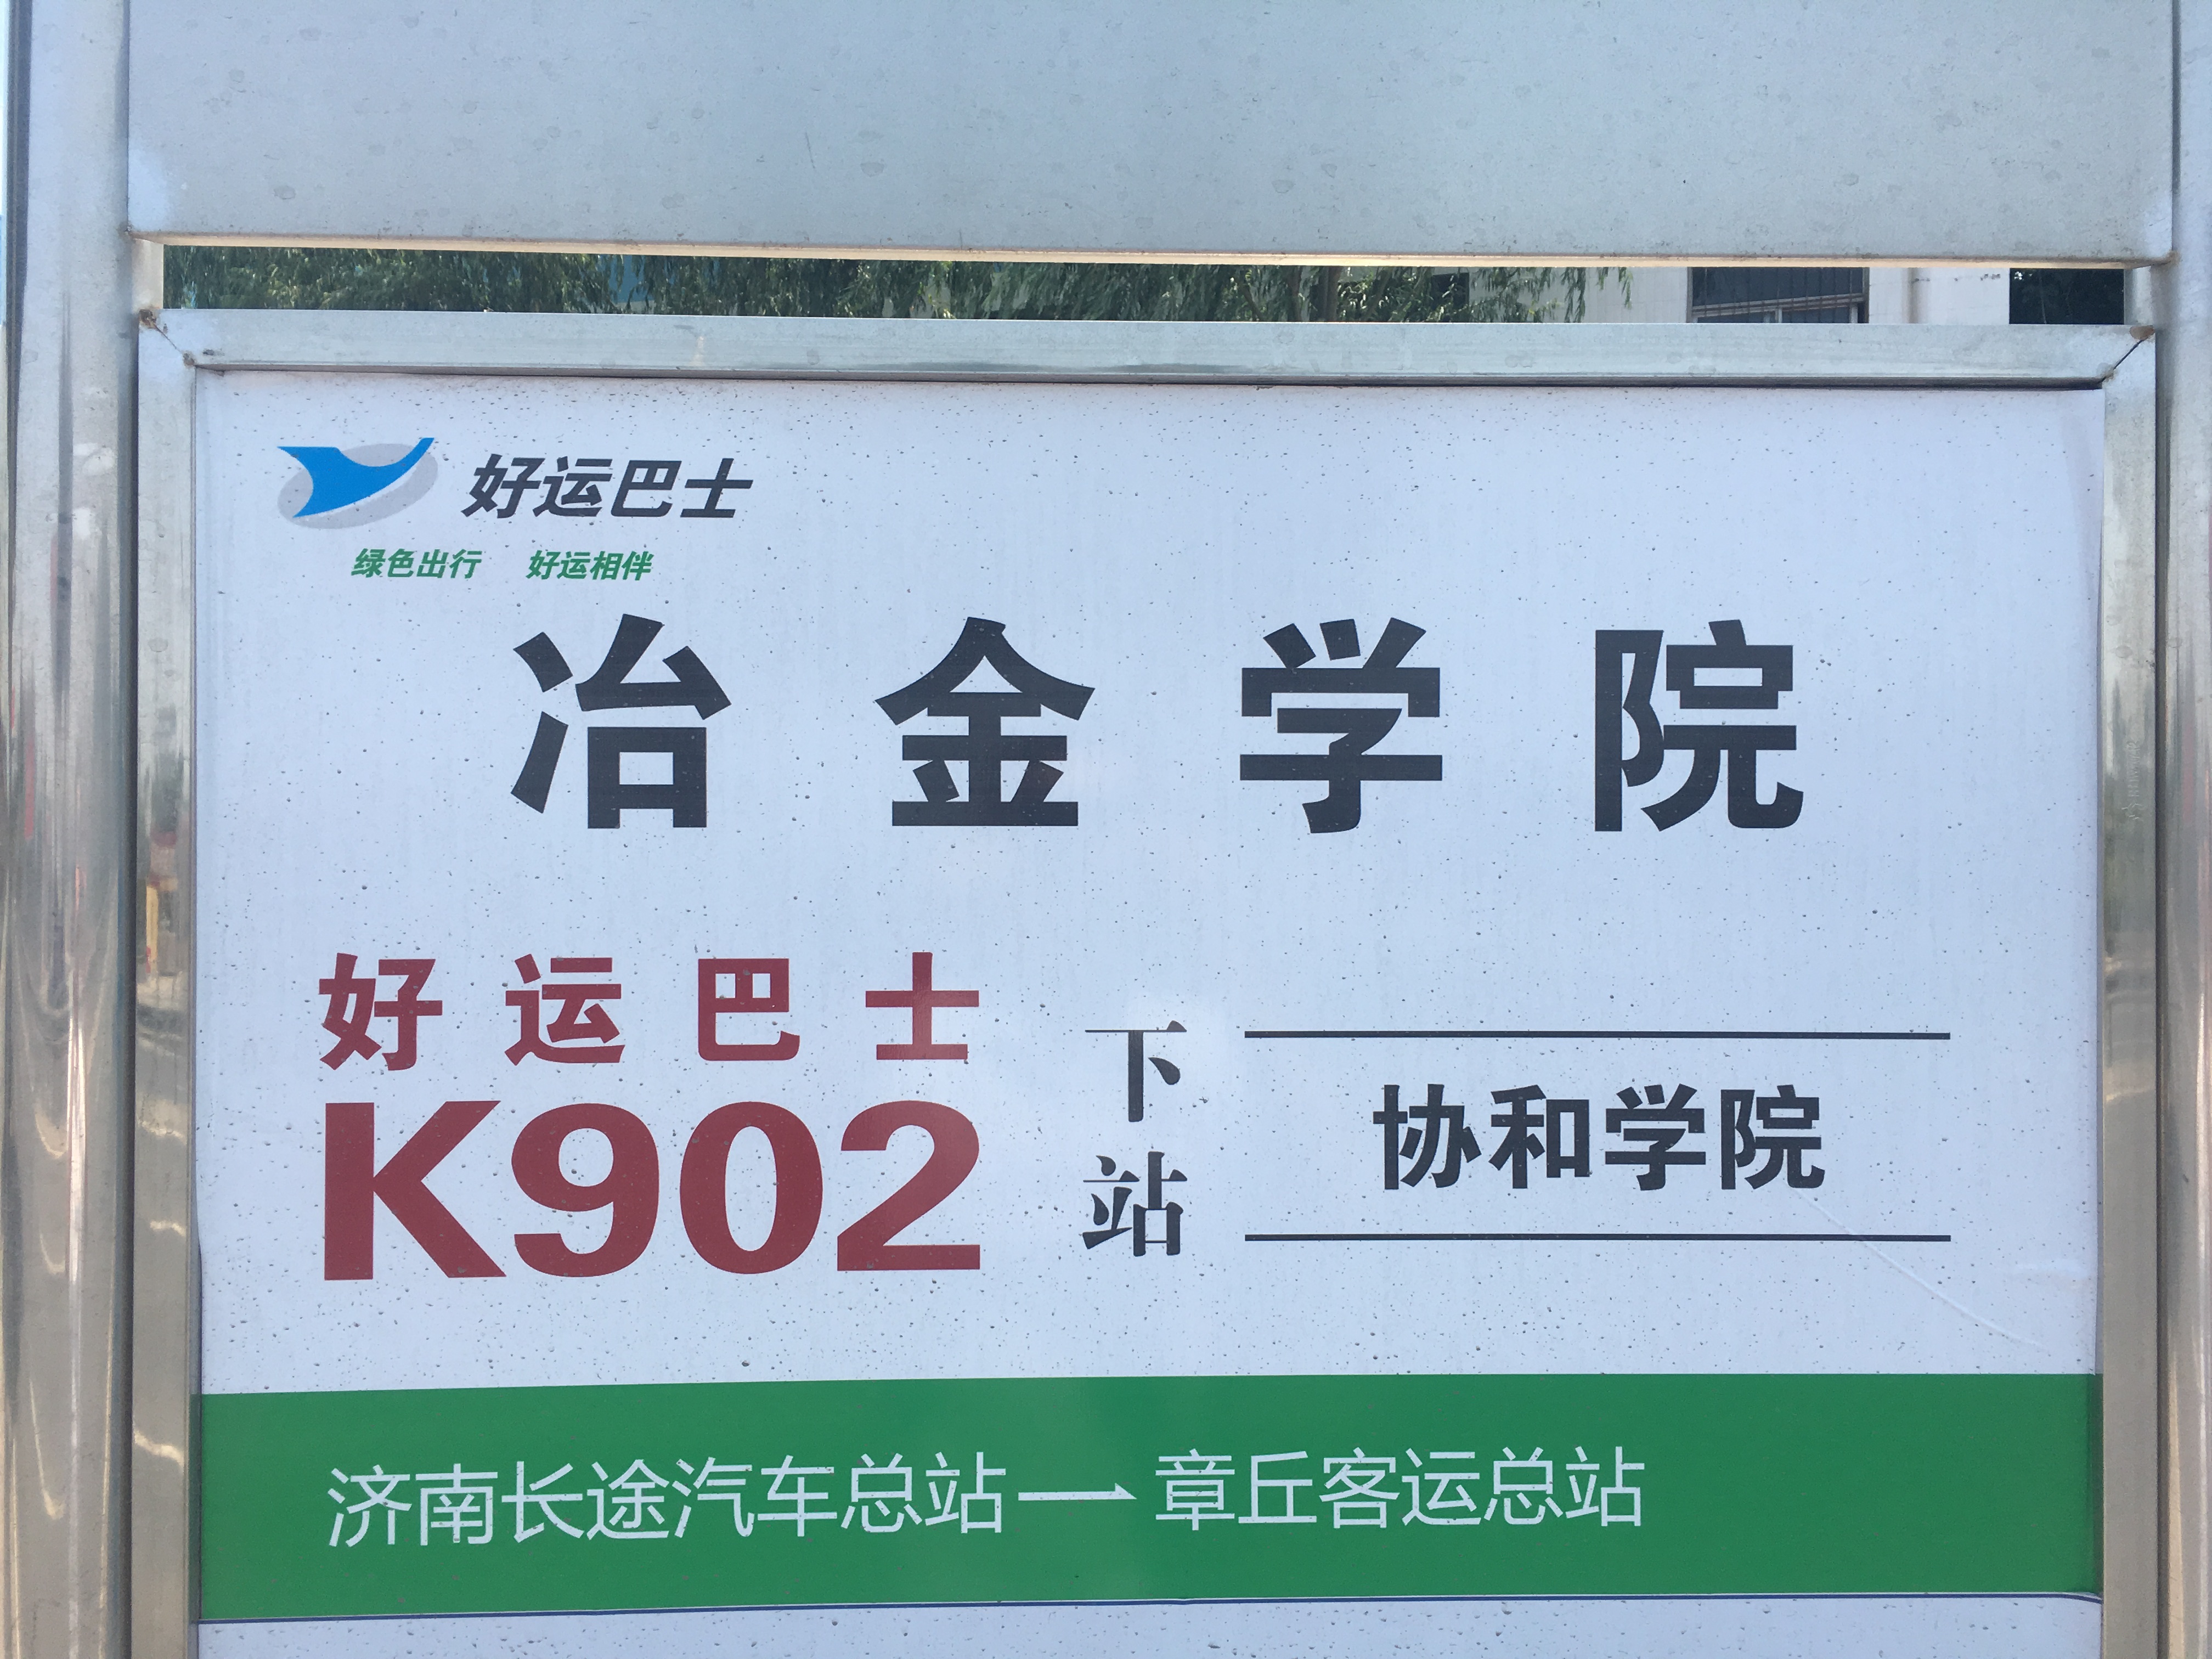 好运巴士
绿色出行 好运相伴
冶金学院
好运巴士
K902
下站
协和学院
济南长途汽车总站→章丘客运总站